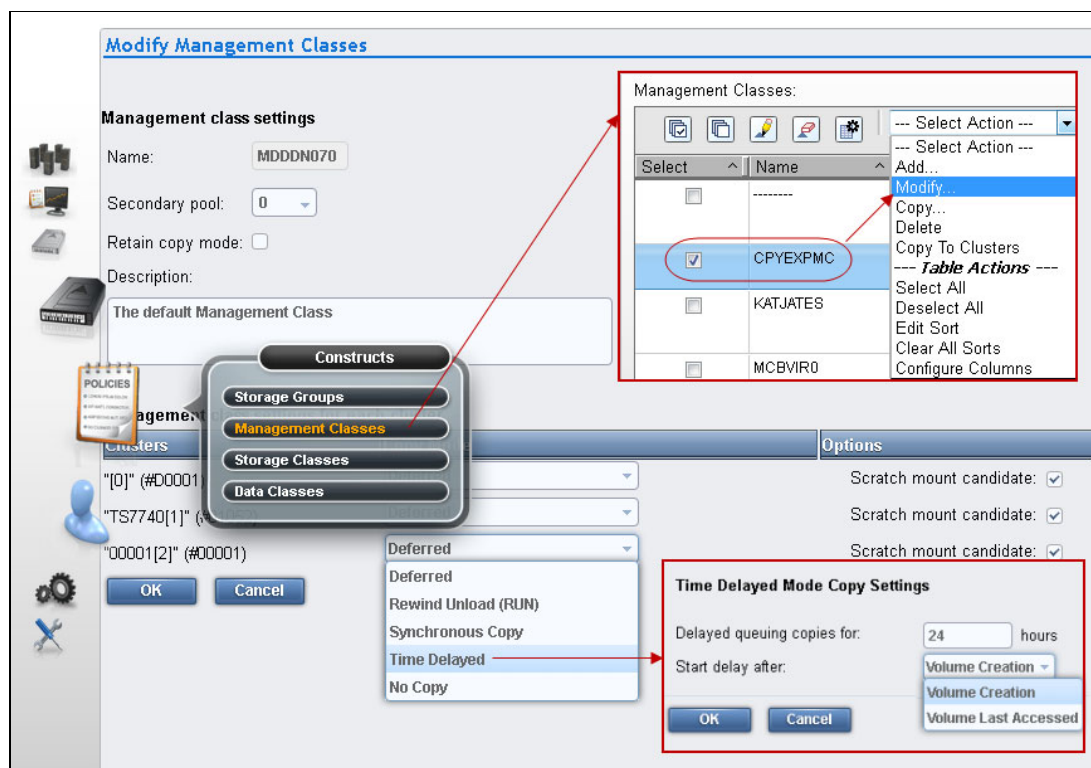 Modify Management Classes
Management class settings
Name: MDDDN070
Secondary pool: 0
Retain copy mode:
Description:
The default Management Class
Management Classes:
--- Select Action ---
--- Select Action ---
Add...
Modify...
Copy...
Delete
Copy To Clusters
--- Table Actions ---
Select All
Deselect All
Edit Sort
Clear All Sorts
Configure Columns
Select ^ Name ^
--------
CPYEXPMC
KATJATES
MCBVIR0
POLICIES
Constructs
Storage Groups
Management Classes
Storage Classes
Data Classes
Clusters
Options
"[0]" (#D0001)
Scratch mount candidate:
"TS7740[1]"
Deferred
Scratch mount candidate:
"00001[2]" (#00001)
Deferred
Scratch mount candidate:
Deferred
Rewind Unload (RUN)
Synchronous Copy
Time Delayed
No Copy
OK Cancel
Time Delayed Mode Copy Settings
Delayed queuing copies for: 24 hours
Start delay after: Volume Creation
Volume Creation
Volume Last Accessed
OK Cancel